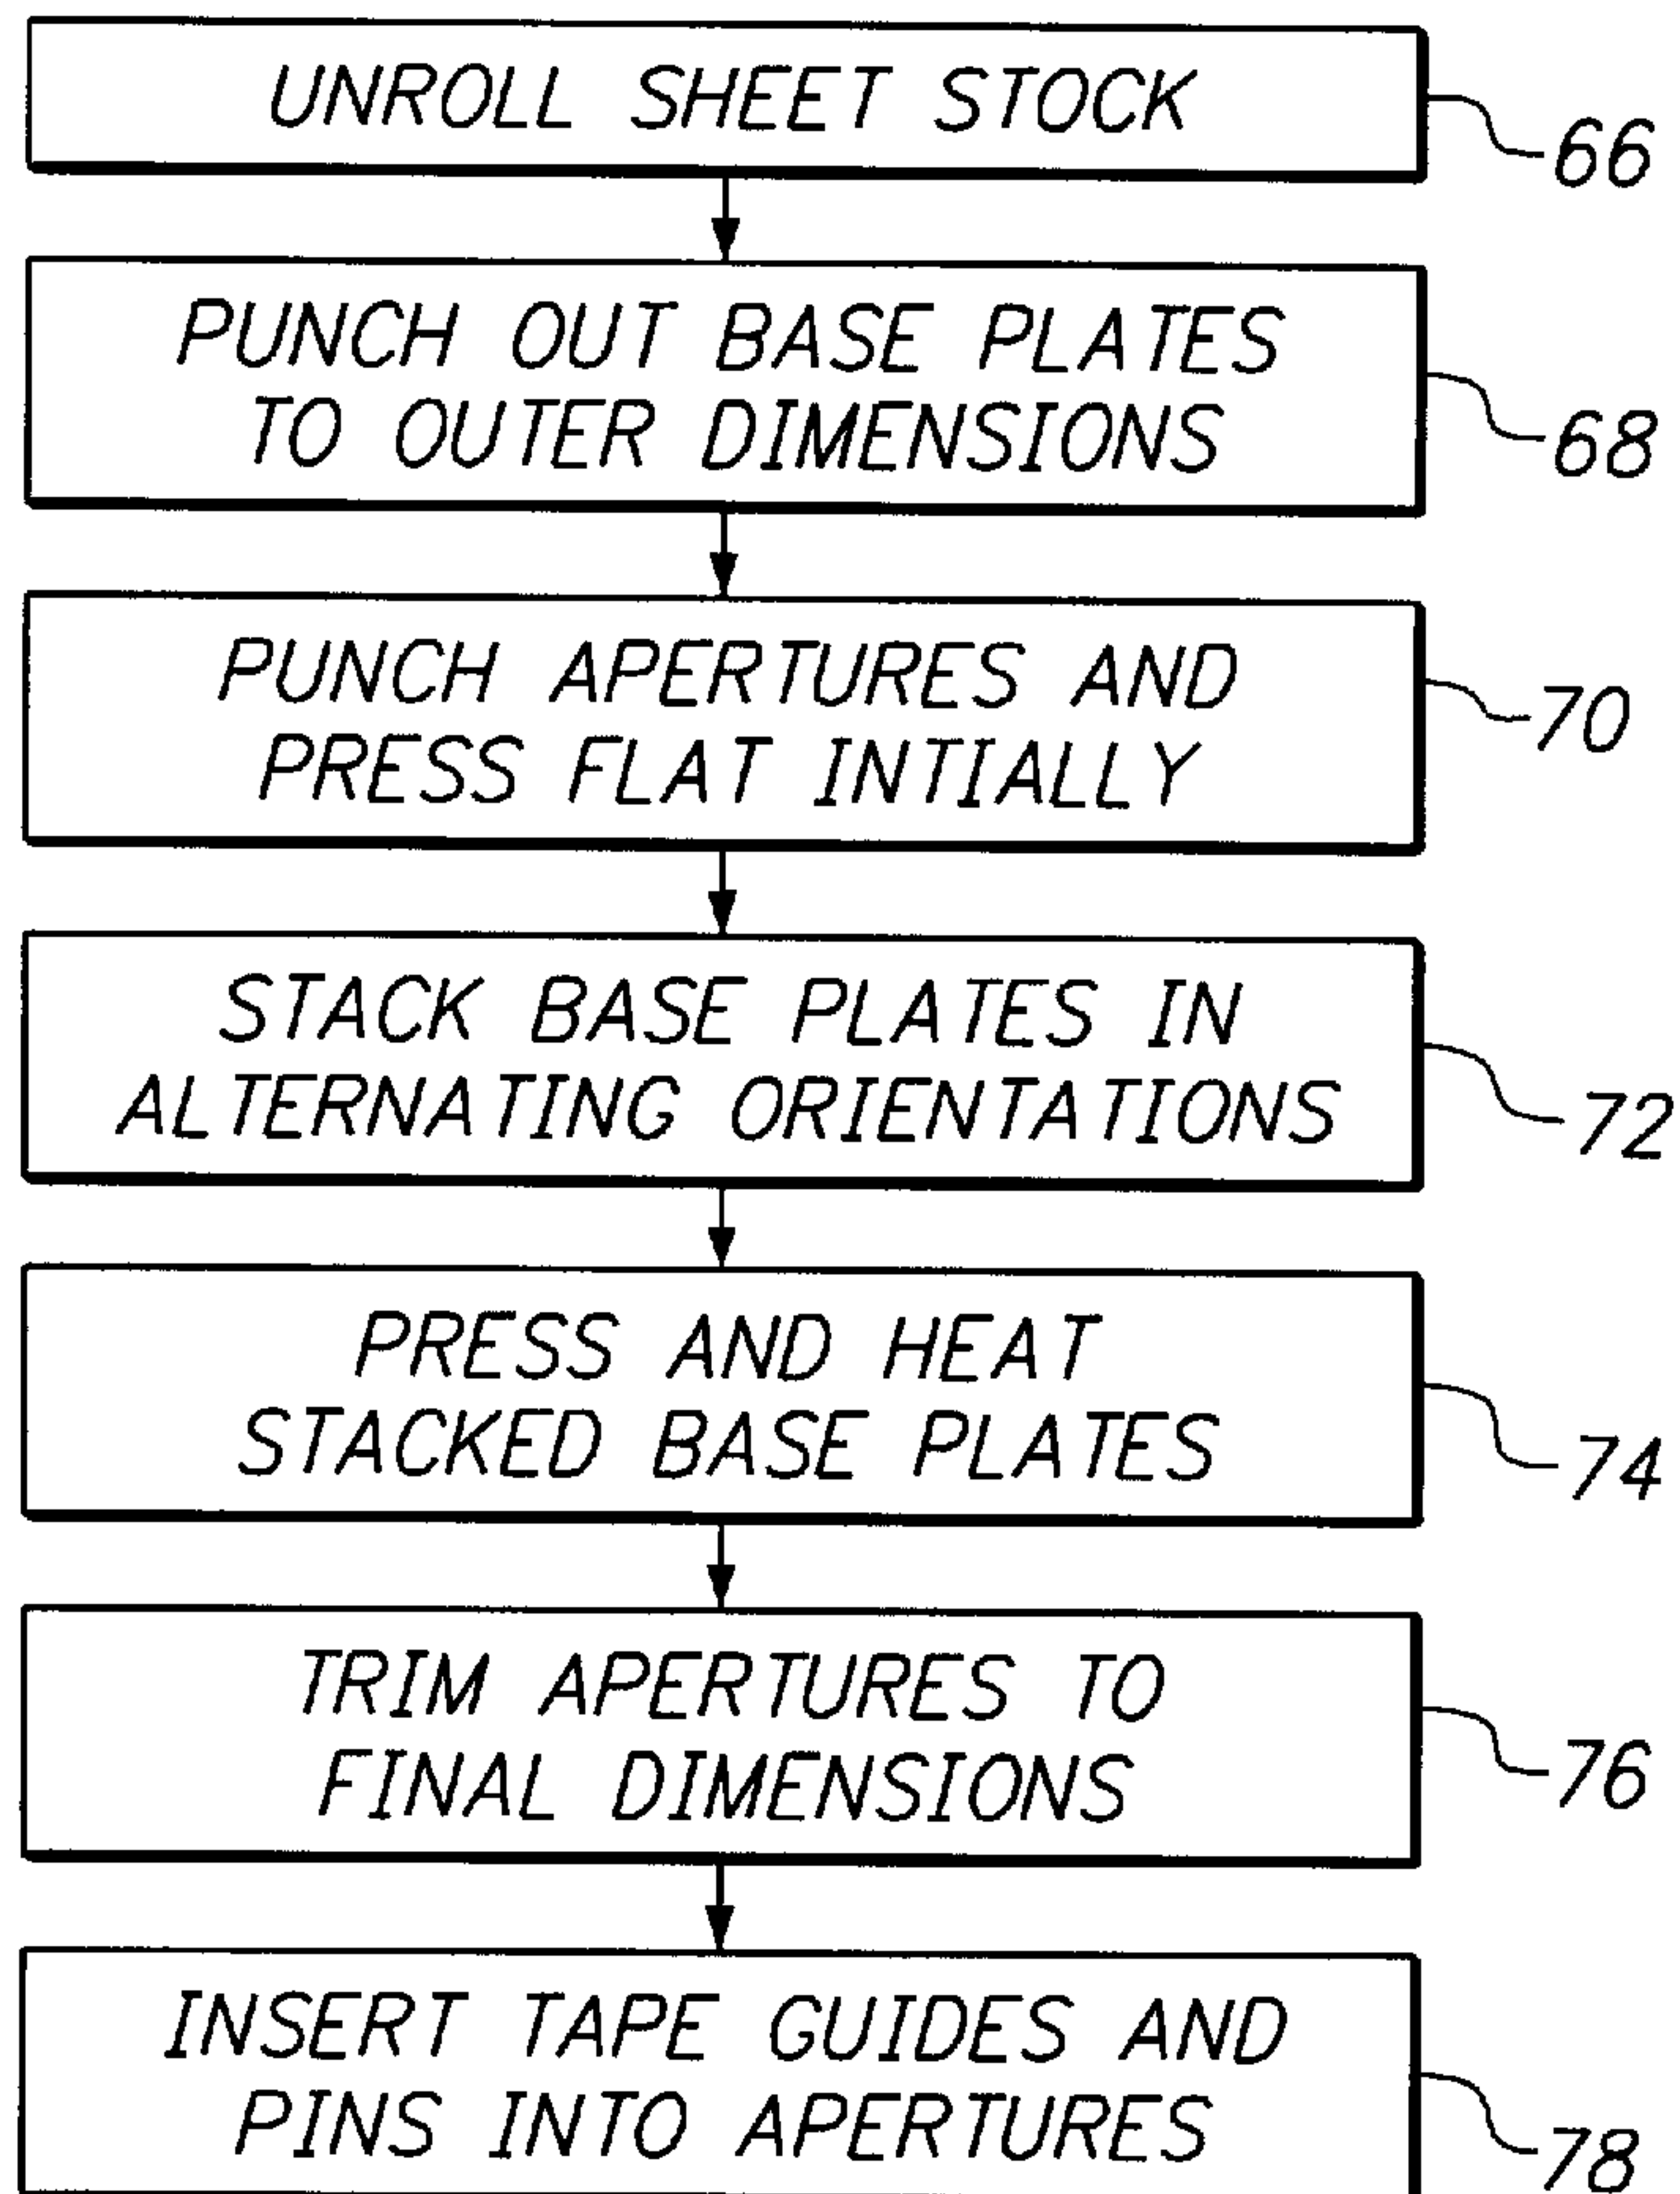 UNROLL SHEET STOCK
66
PUNCH OUT BASE PLATES
TO OUTER DIMENSIONS
68
PUNCH APERTURES AND
PRESS FLAT INTIALLY
70
STACK BASE PLATES IN
ALTERNATING ORIENTATIONS
72
PRESS AND HEAT
STACKED BASE PLATES
74
TRIM APERTURES TO
FINAL DIMENSIONS
76
INSERT TAPE GUIDES AND
PINS INTO APERTURES
78